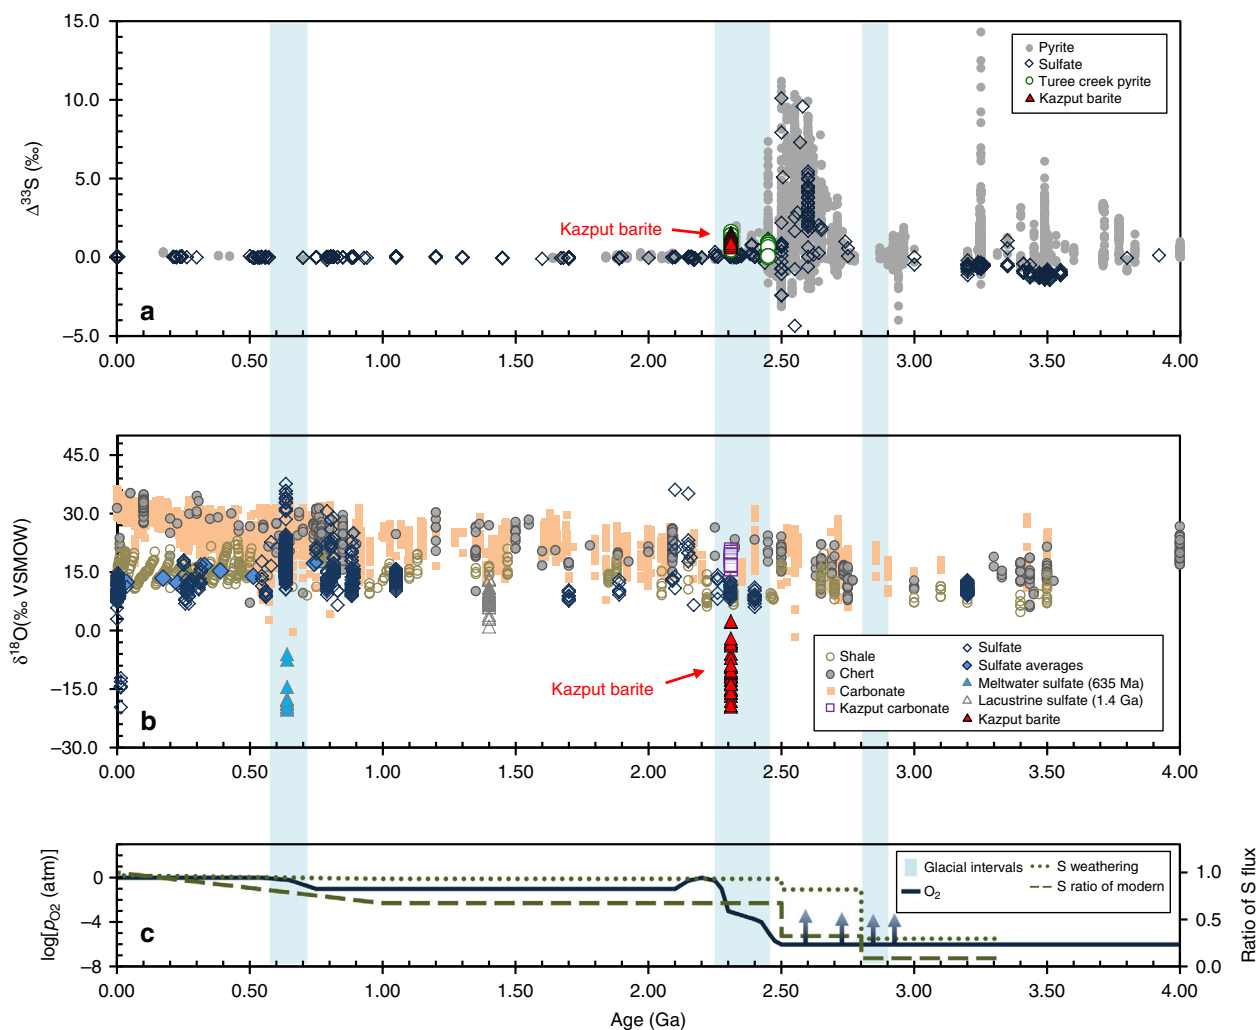 15.0
10.0
5.0
0.0
−5.0
Δ33S (‰)
Pyrite
Sulfate
Turee creek pyrite
Kazput barite
Kazput barite
a
0.00 0.50 1.00 1.50 2.00 2.50 3.00 3.50 4.00
45.0
30.0
15.0
0.0
−15.0
−30.0
δ18O(‰ VSMOW)
Kazput barite
Shale
Chert
Carbonate
Kazput carbonate
Sulfate
Sulfate averages
Meltwater sulfate (635 Ma)
Lacustrine sulfate (1.4 Ga)
Kazput barite
b
0.00 0.50 1.00 1.50 2.00 2.50 3.00 3.50 4.00
0
−4
−8
log[pO2 (atm)]
Glacial intervals
O2
S weathering
S ratio of modern
1.0
0.5
0.0
Ratio of S flux
c
0.00 0.50 1.00 1.50 2.00 2.50 3.00 3.50 4.00
Age (Ga)